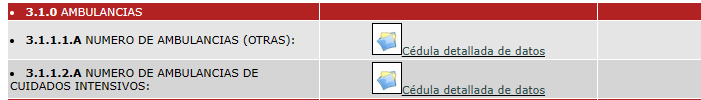 • 3.1.0 AMBULANCIAS
• 3.1.1.1.A NUMERO DE AMBULANCIAS (OTRAS):
Cédula detallada de datos
• 3.1.1.2.A NUMERO DE AMBULANCIAS DE
CUIDADOS INTENSIVOS:
Cédula detallada de datos